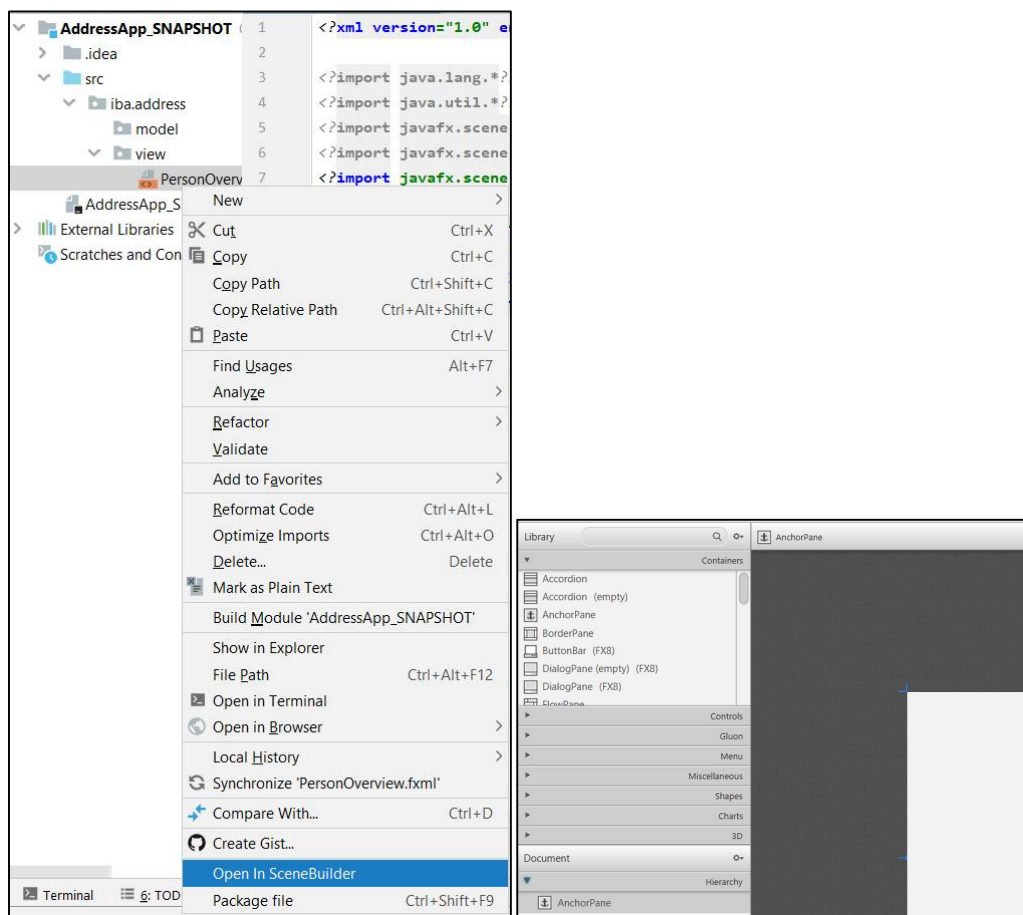 AddressApp_SNAPSHOT
.idea
src
iba.address
model
view
PersonOverv
AddressApp_S
External Libraries
Scratches and Con
1 <?xml version="1.0" e
2
3 <?import java.lang.*?
4 <?import java.util.*?
5 <?import javafx.scene
6 <?import javafx.scene
7 <?import javafx.scene
New
Cut Ctrl+X
Copy Ctrl+C
Copy Path Ctrl+Shift+C
Copy Relative Path Ctrl+Alt+Shift+C
Paste Ctrl+V
Find Usages Alt+F7
Analyze
Refactor
Validate
Add to Favorites
Reformat Code Ctrl+Alt+L
Optimize Imports Ctrl+Alt+O
Delete... Delete
Mark as Plain Text
Build Module 'AddressApp_SNAPSHOT'
Show in Explorer
File Path Ctrl+Alt+F12
Open in Terminal
Open in Browser
Local History
Synchronize 'PersonOverview.fxml'
Compare With... Ctrl+D
Create Gist...
Open In SceneBuilder
Package file Ctrl+Shift+F9
Terminal 6: TOD
Library
Containers
Accordion
Accordion (empty)
AnchorPane
BorderPane
ButtonBar (FX8)
DialogPane (empty) (FX8)
DialogPane (FX8)
FlowPane
Controls
Gluon
Menu
Miscellaneous
Shapes
Charts
3D
Document
Hierarchy
AnchorPane
AnchorPane